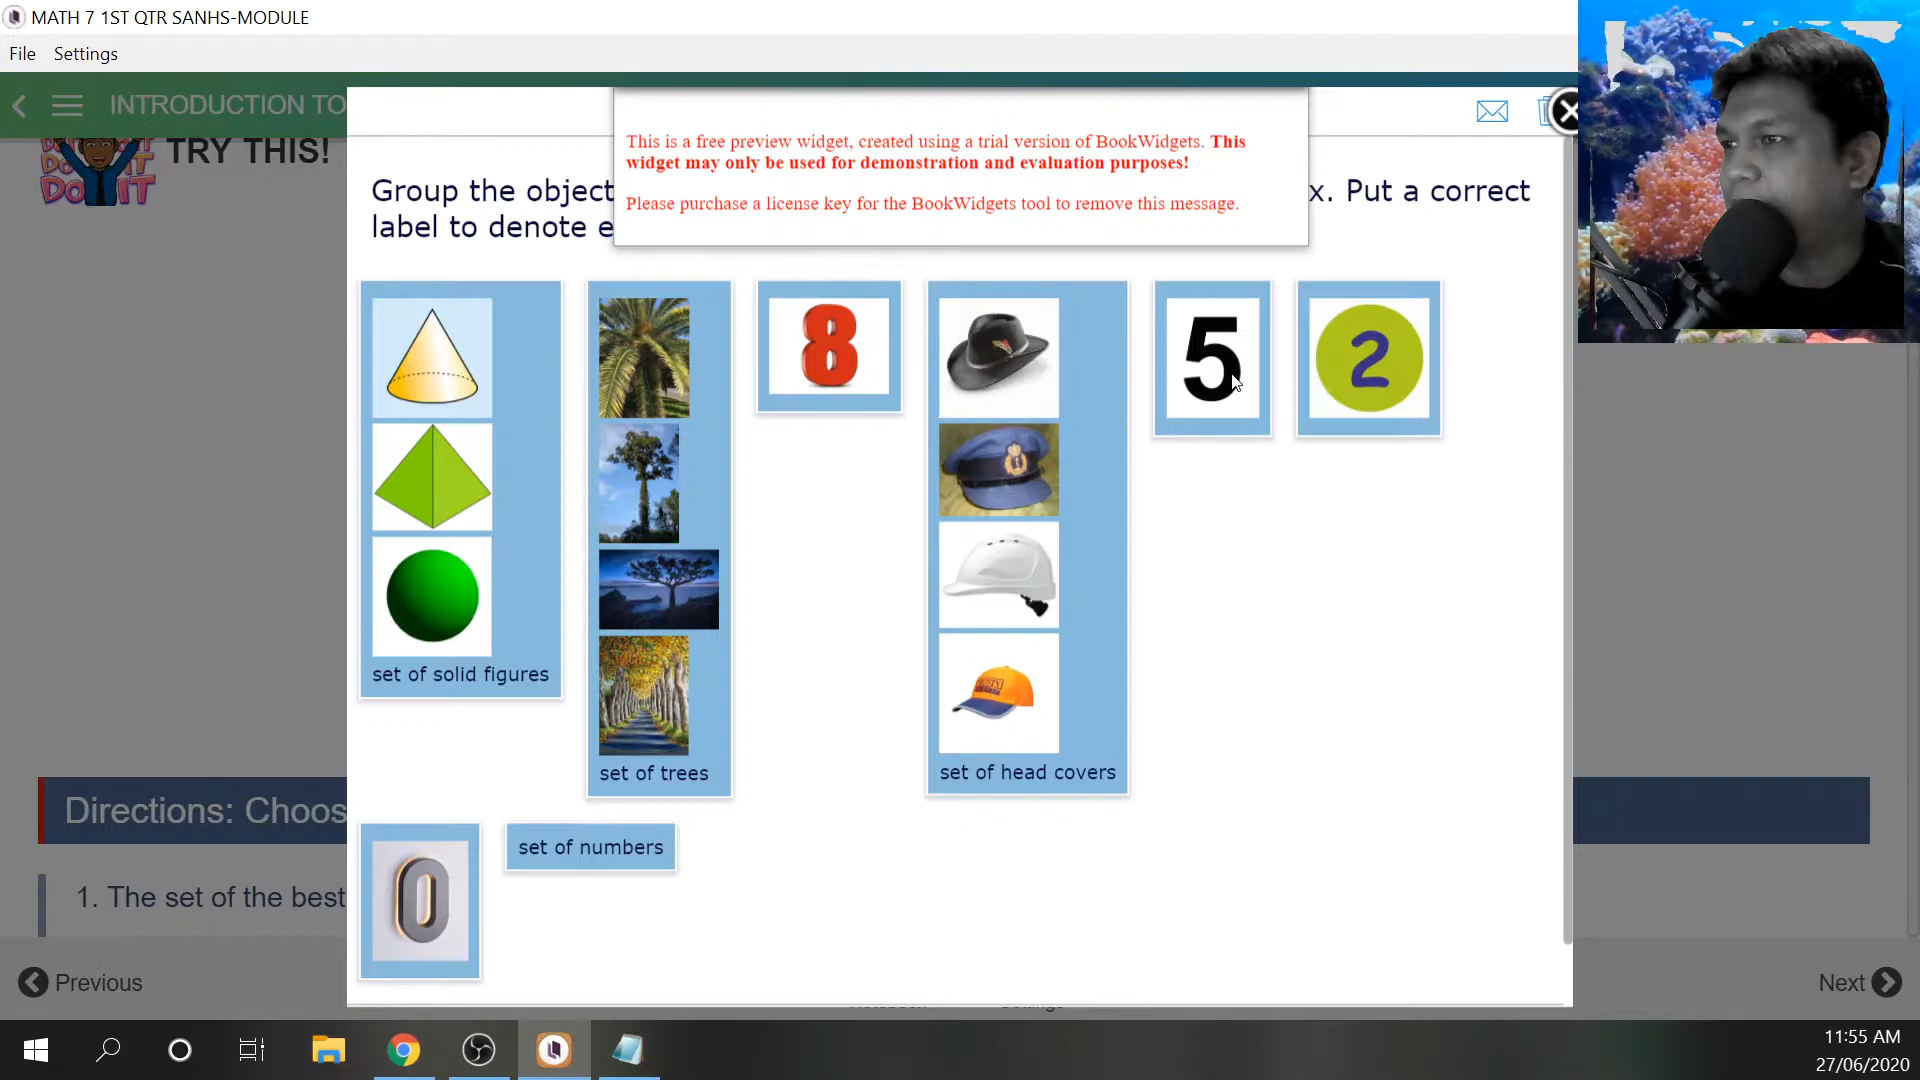 MATH 7 1ST QTR SANHS-MODULE
File Settings
INTRODUCTION TO
TRY THIS!
This is a free preview widget, created using a trial version of BookWidgets. This
widget may only be used for demonstration and evaluation purposes!
Please purchase a license key for the BookWidgets tool to remove this message.
Group the object
x. Put a correct
label to denote e
8
5
2
set of solid figures
set of trees
set of head covers
0
set of numbers
Directions: Choos
1. The set of the best
Previous
Next
11:55 AM
27/06/2020